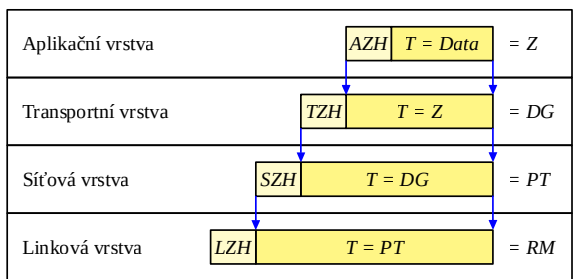 Aplikační vrstva AZH T = Data = Z
Transportní vrstva TZH T = Z = DG
Síťová vrstva SZH T = DG = PT
Linková vrstva LZH T = PT = RM